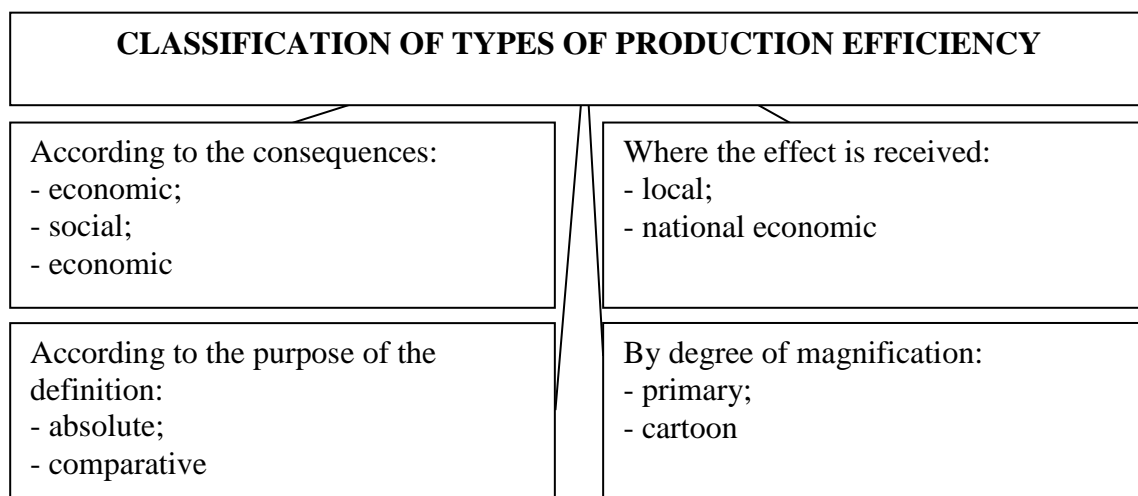 CLASSIFICATION OF TYPES OF PRODUCTION EFFICIENCY
According to the consequences:
- economic;
- social;
- economic
Where the effect is received:
- local;
- national economic
According to the purpose of the
definition:
- absolute;
- comparative
By degree of magnification:
- primary;
- cartoon